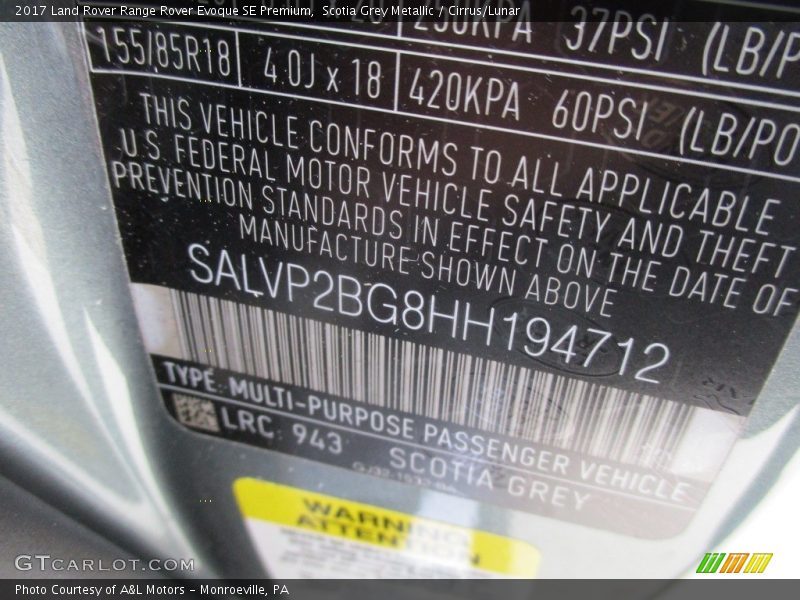 2017 Land Rover Range Rover Evoque SE Premium,  Scotia Grey Metallic / Cirrus/Lunar
37PSI (LB/P
155/85R18 4.0J x 18 420KPA 60PSI (LB/PO
THIS VEHICLE CONFORMS TO ALL APPLICABLE
U.S. FEDERAL MOTOR VEHICLE SAFETY AND THEFT
PREVENTION STANDARDS IN EFFECT ON THE DATE OF
MANUFACTURE SHOWN ABOVE
SALVP2BG8HH194712
TYPE: MULTI-PURPOSE PASSENGER VEHICLE
LRC: 943 SCOTIA GREY
WARNING
ATTENTION
GTCARLOT.COM
Photo Courtesy of A&L Motors – Monroeville, PA